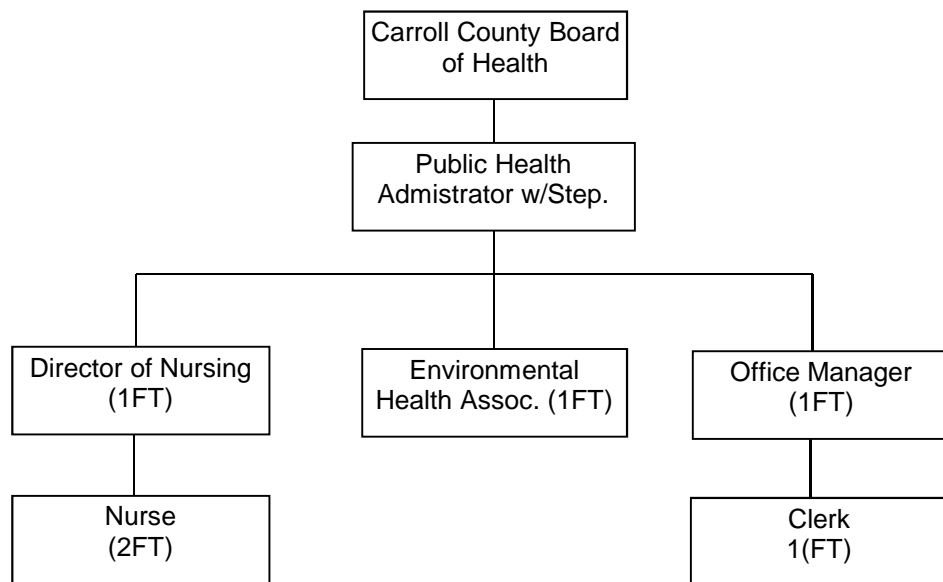 Carroll County Board
of Health
Public Health
Admistrator w/Step.
Director of Nursing
(1FT)
Environmental
Health Assoc. (1FT)
Office Manager
(1FT)
Nurse
(2FT)
Clerk
1(FT)